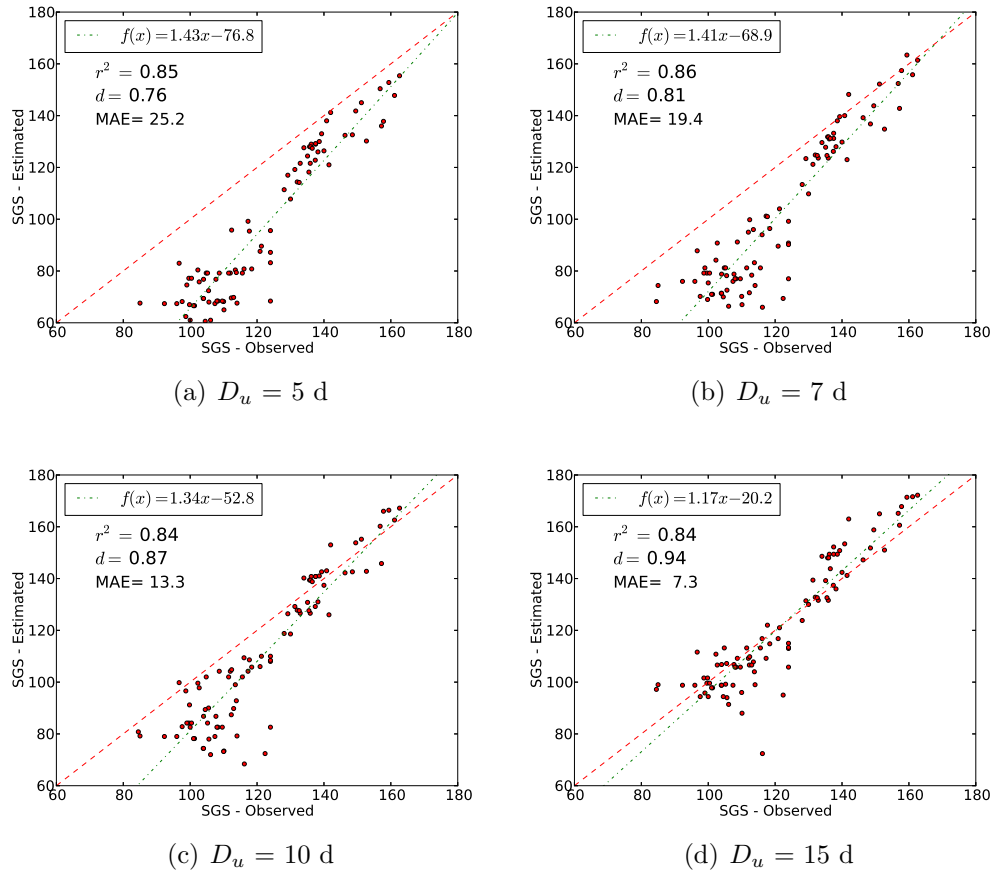 f(x)=1.43x−76.8
r² = 0.85
d= 0.76
MAE= 25.2
SGS - Estimated
180
160
140
120
100
80
60
60 80 100 120 140 160 180
SGS - Observed
(a) Dᵤ = 5 d
f(x)=1.41x−68.9
r² = 0.86
d= 0.81
MAE= 19.4
SGS - Estimated
180
160
140
120
100
80
60
60 80 100 120 140 160 180
SGS - Observed
(b) Dᵤ = 7 d
f(x)=1.34x−52.8
r² = 0.84
d= 0.87
MAE= 13.3
SGS - Estimated
180
160
140
120
100
80
60
60 80 100 120 140 160 180
SGS - Observed
(c) Dᵤ = 10 d
f(x)=1.17x−20.2
r² = 0.84
d= 0.94
MAE= 7.3
SGS - Estimated
180
160
140
120
100
80
60
60 80 100 120 140 160 180
SGS - Observed
(d) Dᵤ = 15 d